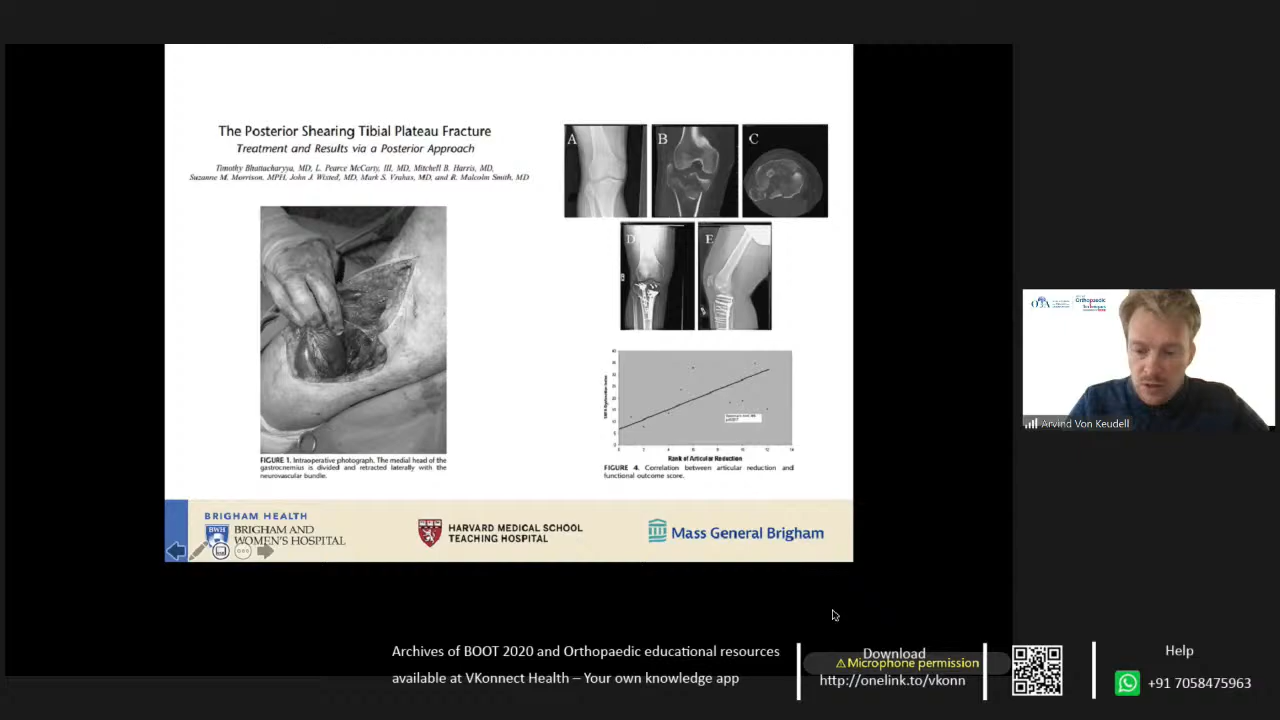 The Posterior Shearing Tibial Plateau Fracture
Treatment and Results via a Posterior Approach
Timothy Bhattacharyya, MD, L. Pearce McCarty, III, MD, Mitchell B. Harris, MD,
Suzanne M. Morrison, MPH, John J. Wixted, MD, Mark S. Vrahas, MD, and R. Malcolm Smith, MD
A
B
C
D
E
FIGURE 1. Intraoperative photograph. The medial head of the
gastrocnemius is divided and retracted laterally with the
neurovascular bundle.
Rank of Articular Reduction
FIGURE 4. Correlation between articular reduction and
functional outcome score.
BRIGHAM HEALTH
BWH
BRIGHAM AND
WOMEN'S HOSPITAL
HARVARD MEDICAL SCHOOL
TEACHING HOSPITAL
Mass General Brigham
Orthopaedic
Arvind Von Keudell
Archives of BOOT 2020 and Orthopaedic educational resources
available at VKonnect Health – Your own knowledge app
Download
Microphone permission
http://onelink.to/vkonn
Help
+91 7058475963